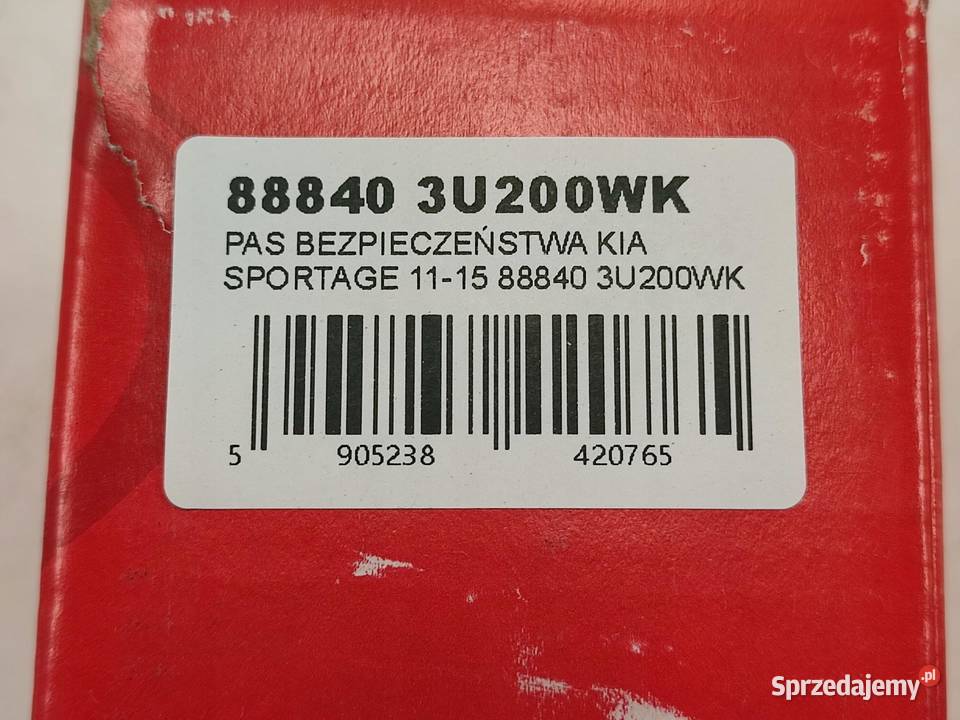 88840 3U200WK
PAS BEZPIECZEŃSTWA KIA
SPORTAGE 11-15 88840 3U200WK
5 905238 420765
Sprzedajemy.pl